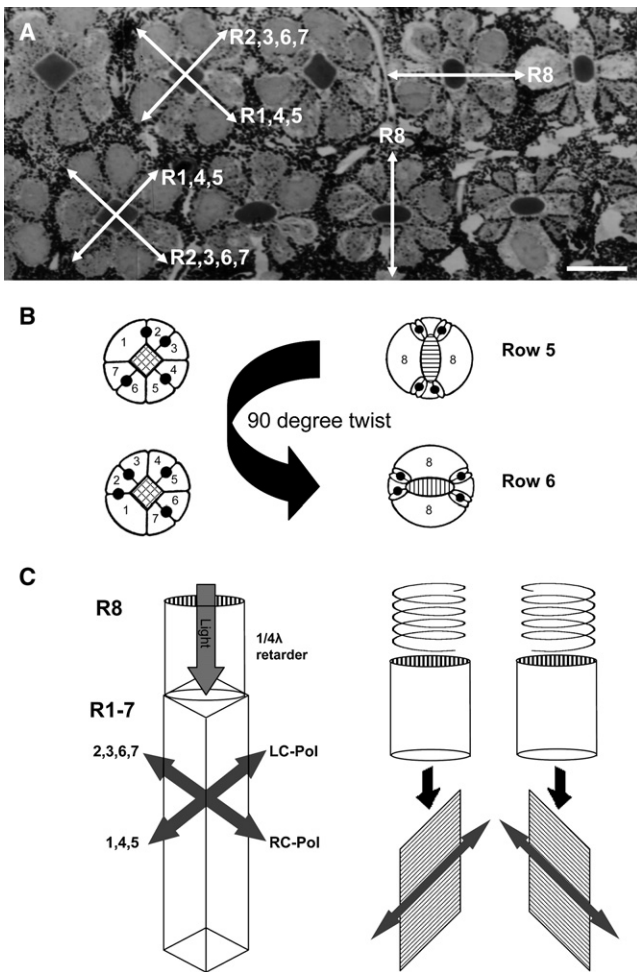 A
R2,3,6,7
R1,4,5
R8
R1,4,5
R2,3,6,7
R8
B
1 2 3 4 5 6 7
8 8
Row 5
90 degree twist
1 2 3 4 5 6 7
8
8
Row 6
C
R8
Light
1/4λ
retarder
R1-7
2,3,6,7
LC-Pol
1,4,5
RC-Pol